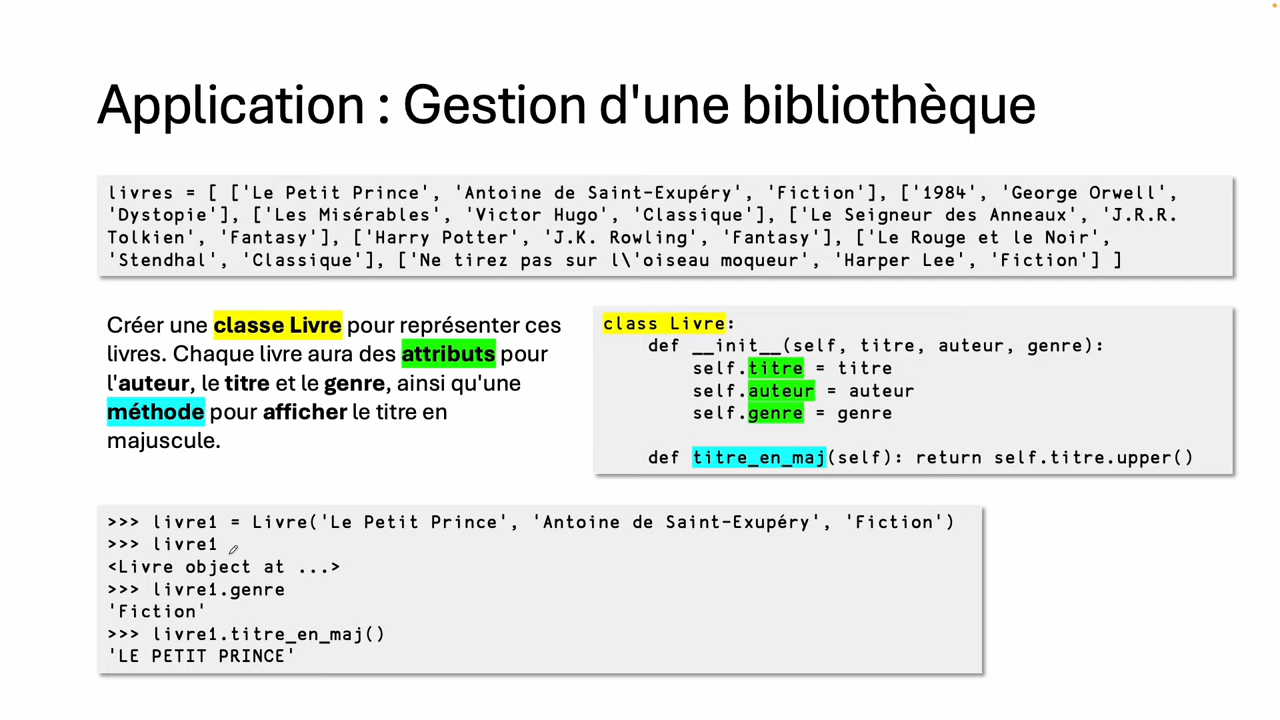 Application : Gestion d'une bibliothèque
livres = [ ['Le Petit Prince', 'Antoine de Saint-Exupéry', 'Fiction'], ['1984', 'George Orwell',
'Dystopie'], ['Les Misérables', 'Victor Hugo', 'Classique'], ['Le Seigneur des Anneaux', 'J.R.R.
Tolkien', 'Fantasy'], ['Harry Potter', 'J.K. Rowling', 'Fantasy'], ['Le Rouge et le Noir',
'Stendhal', 'Classique'], ['Ne tirez pas sur l\'oiseau moqueur', 'Harper Lee', 'Fiction'] ]
Créer une classe Livre pour représenter ces
livres. Chaque livre aura des attributs pour
l'auteur, le titre et le genre, ainsi qu'une
méthode pour afficher le titre en
majuscule.
class Livre:
    def __init__(self, titre, auteur, genre):
        self.titre = titre
        self.auteur = auteur
        self.genre = genre
    def titre_en_maj(self): return self.titre.upper()
>>> livre1 = Livre('Le Petit Prince', 'Antoine de Saint-Exupéry', 'Fiction')
>>> livre1
<Livre object at ...>
>>> livre1.genre
'Fiction'
>>> livre1.titre_en_maj()
'LE PETIT PRINCE'